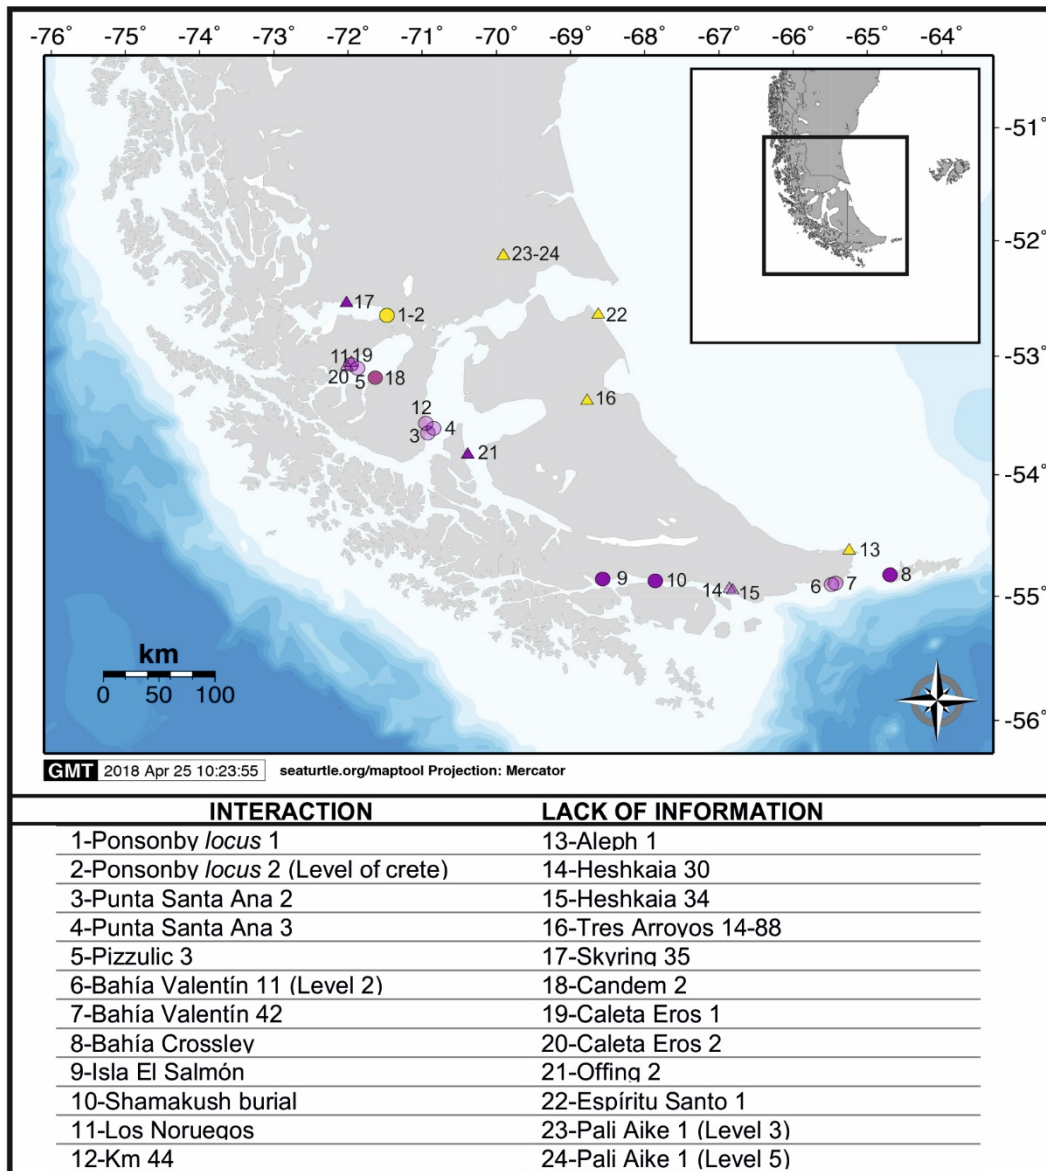 -76° -75° -74° -73° -72° -71° -70° -69° -68° -67° -66° -65° -64°
-51°
-52°
23-24
17
1-2
22
-53°
11 19
20 5 18
16
12
3 4
21
-54°
13
9 10 14 15 6 7 8
-55°
km
0 50 100
-56°
GMT 2018 Apr 25 10:23:55 seaturtle.org/maptool Projection: Mercator
INTERACTION LACK OF INFORMATION
1-Ponsonby locus 1 13-Aleph 1
2-Ponsonby locus 2 (Level of crete) 14-Heshkaia 30
3-Punta Santa Ana 2 15-Heshkaia 34
4-Punta Santa Ana 3 16-Tres Arroyos 14-88
5-Pizzulic 3 17-Skyring 35
6-Bahía Valentín 11 (Level 2) 18-Candem 2
7-Bahía Valentín 42 19-Caleta Eros 1
8-Bahía Crossley 20-Caleta Eros 2
9-Isla El Salmón 21-Offing 2
10-Shamakush burial 22-Espíritu Santo 1
11-Los Noruegos 23-Pali Aike 1 (Level 3)
12-Km 44 24-Pali Aike 1 (Level 5)